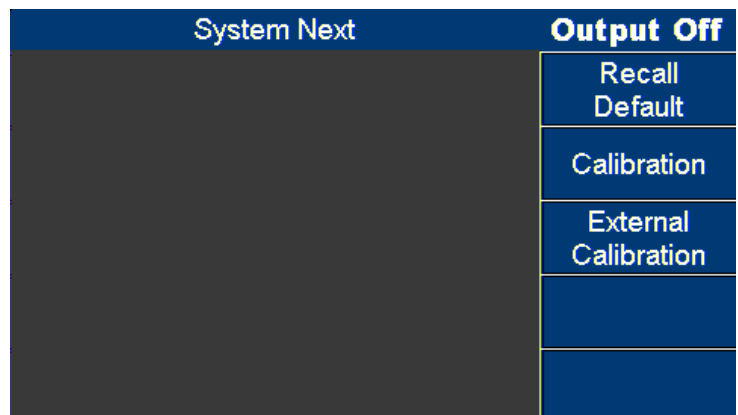 System Next
Output Off
Recall
Default
Calibration
External
Calibration